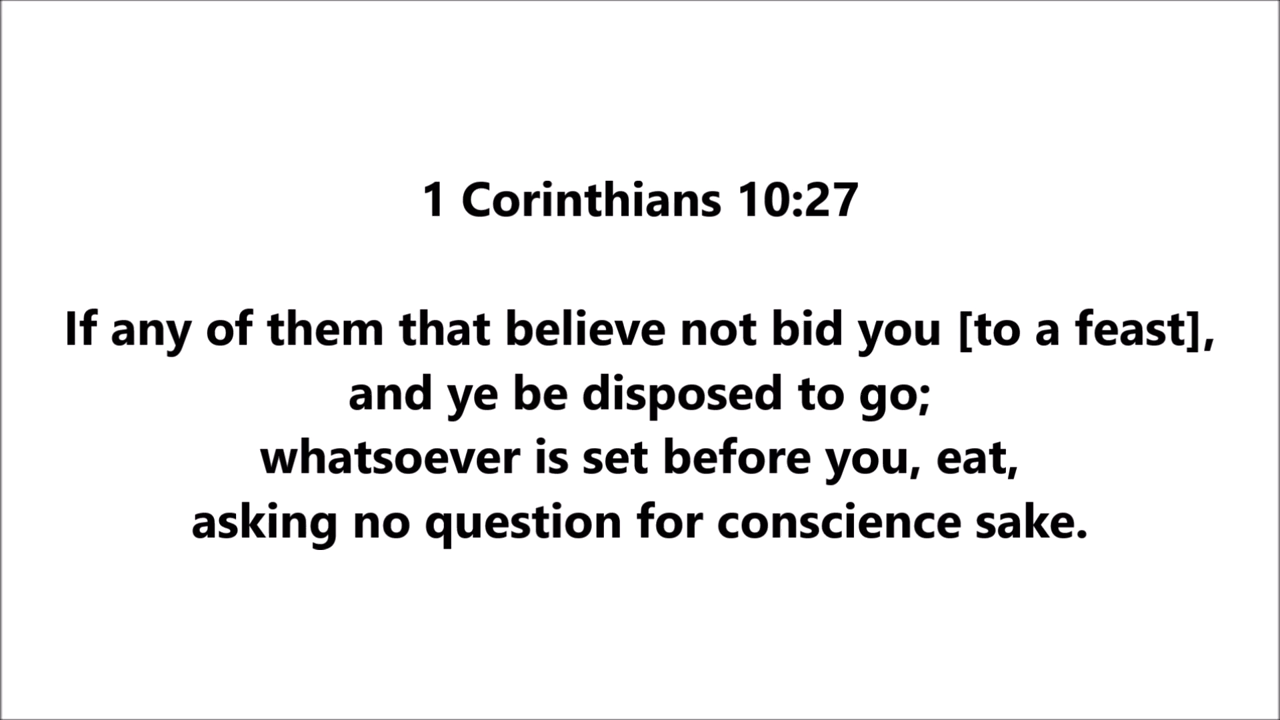 1 Corinthians 10:27
If any of them that believe not bid you [to a feast],
and ye be disposed to go;
whatsoever is set before you, eat,
asking no question for conscience sake.